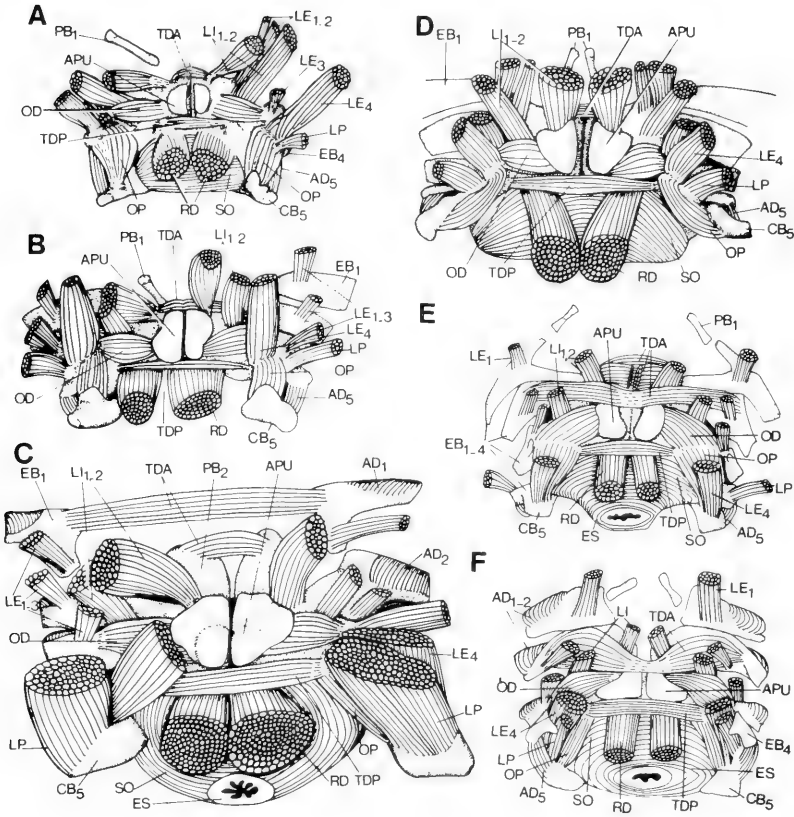 A
PB1 TDA LI1-2 LE1.2
APU LE3
OD LE4
TDP LP
EB4
AD5
OP RD SO OP
CB5
B
PB1 TDA LI1.2
APU EB1
LE1-3
LE4
LP
OP
OD AD5
TDP RD CB5
C
EB1 LI1-2 TDA PB2 APU AD1
AD2
LE1-3
OD
LE4
LP LP
CB5 SO ES RD OP TDP
D
EB1 LI1-2 PB1 TDA APU
LE4
LP
AD5
CB5
OD TDP RD SO OP
E
LE1 LI1,2 APU TDA PB1
EB1-4 OD
OP
LP
LE4
CB5 RD ES TDP SO AD5
F
AD1-2 LI TDA LE1
OD APU
LE4
LP EB4
OP ES
AD5 SO RD TDP CB5